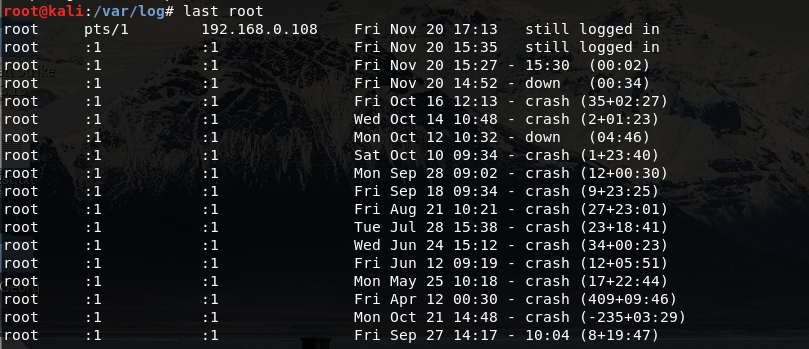 root@kali:/var/log# last root
root     pts/1        192.168.0.108    Fri Nov 20 17:13   still logged in
root     :1           :1               Fri Nov 20 15:35   still logged in
root     :1           :1               Fri Nov 20 15:27 - 15:30  (00:02)
root     :1           :1               Fri Nov 20 14:52 - down   (00:34)
root     :1           :1               Fri Oct 16 12:13 - crash (35+02:27)
root     :1           :1               Wed Oct 14 10:48 - crash (2+01:23)
root     :1           :1               Mon Oct 12 10:32 - down   (04:46)
root     :1           :1               Sat Oct 10 09:34 - crash (1+23:40)
root     :1           :1               Mon Sep 28 09:02 - crash (12+00:30)
root     :1           :1               Fri Sep 18 09:34 - crash (9+23:25)
root     :1           :1               Fri Aug 21 10:21 - crash (27+23:01)
root     :1           :1               Tue Jul 28 15:38 - crash (23+18:41)
root     :1           :1               Wed Jun 24 15:12 - crash (34+00:23)
root     :1           :1               Fri Jun 12 09:19 - crash (12+05:51)
root     :1           :1               Mon May 25 10:18 - crash (17+22:44)
root     :1           :1               Fri Apr 12 00:30 - crash (409+09:46)
root     :1           :1               Mon Oct 21 14:48 - crash (-235+03:29)
root     :1           :1               Fri Sep 27 14:17 - 10:04 (8+19:47)